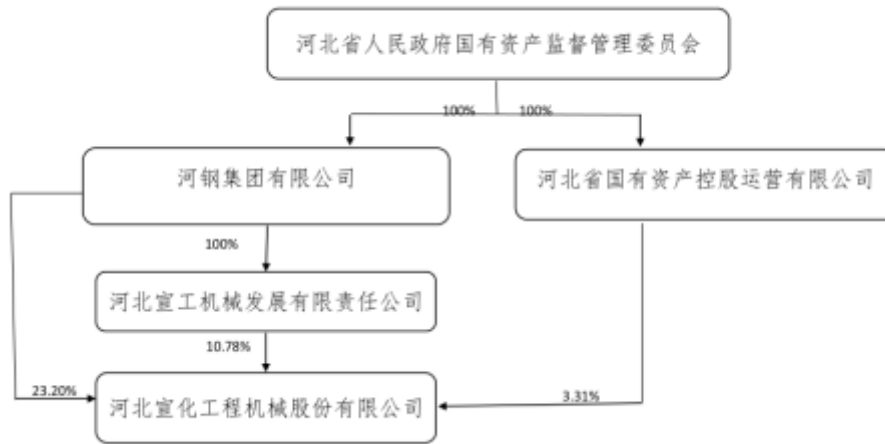 河北省人民政府国有资产监督管理委员会
100%
100%
河钢集团有限公司
河北省国有资产控股运营有限公司
100%
河北宣工机械发展有限责任公司
10.78%
23.20%
3.31%
河北宣化工程机械股份有限公司